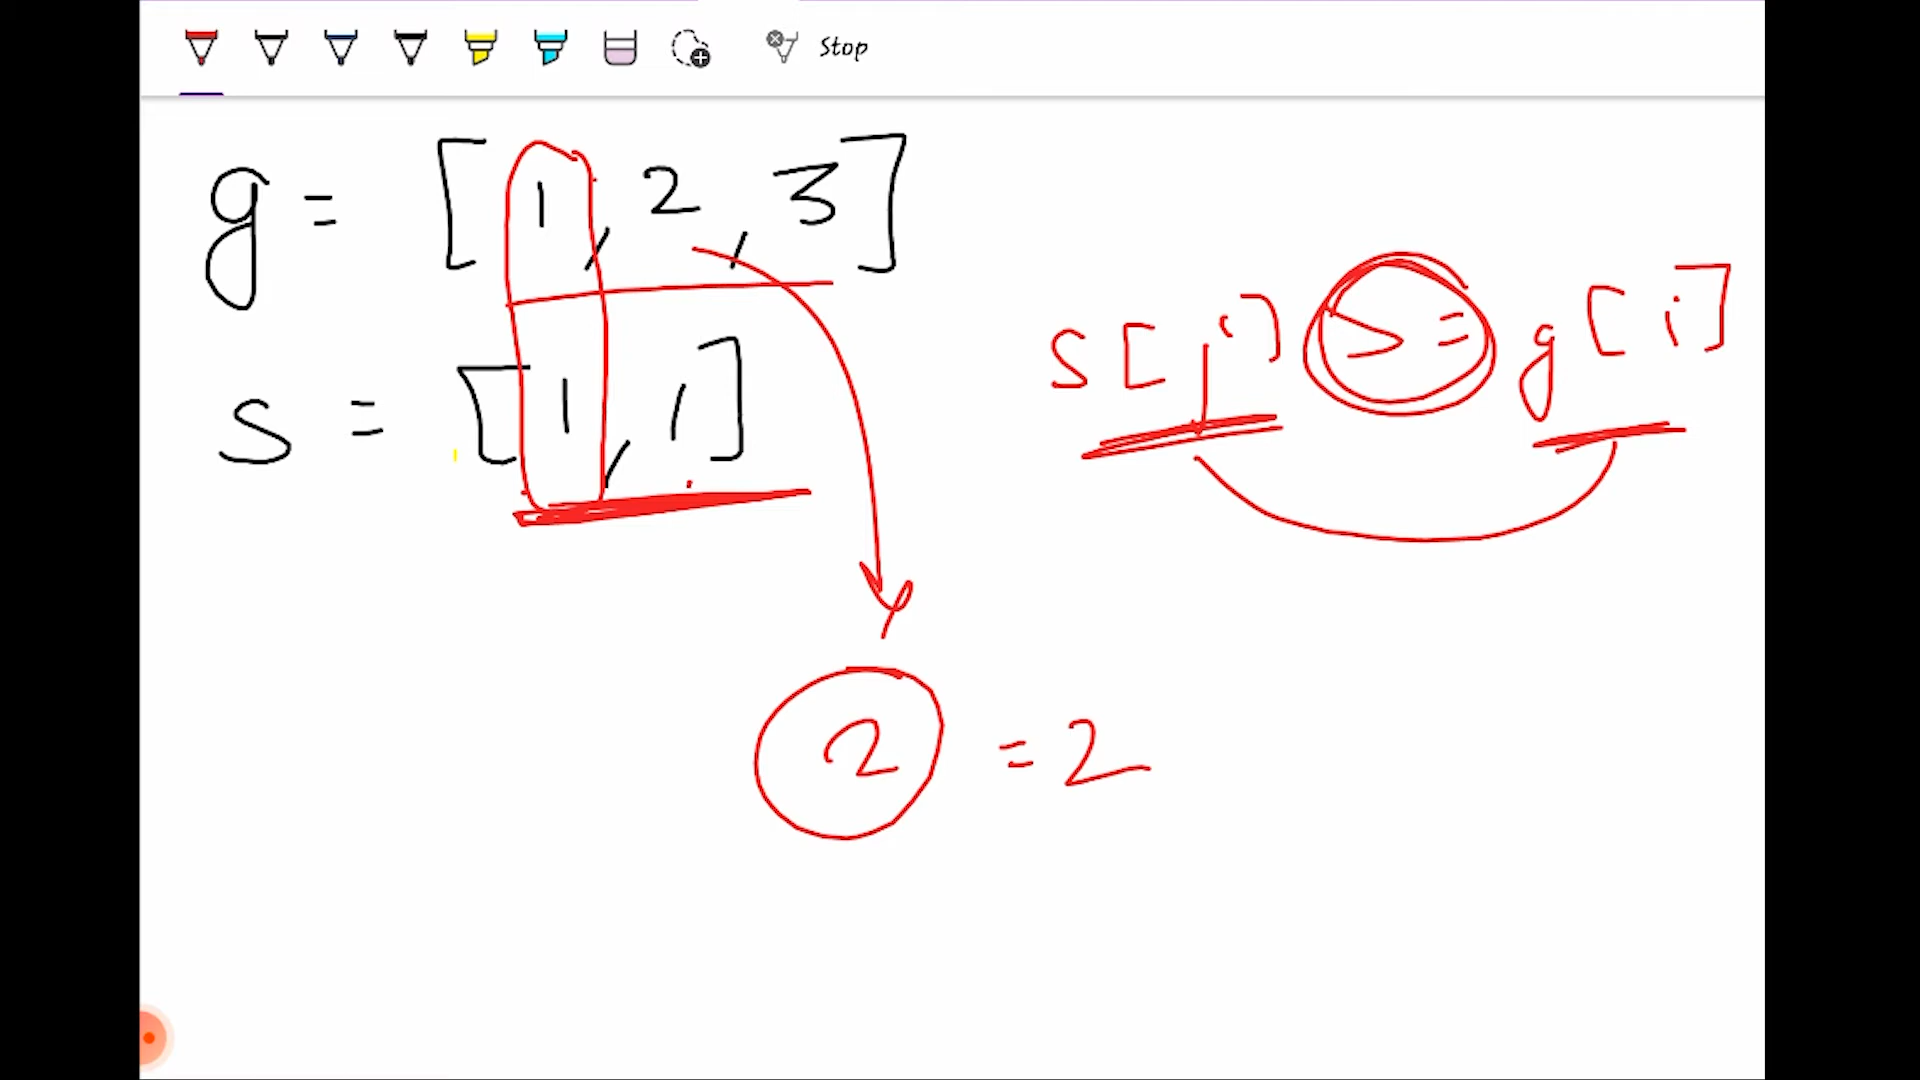 Stop
g = [ 1, 2, 3 ]
s = [ 1, 1 ]
s[j] >= g[i]
2 = 2